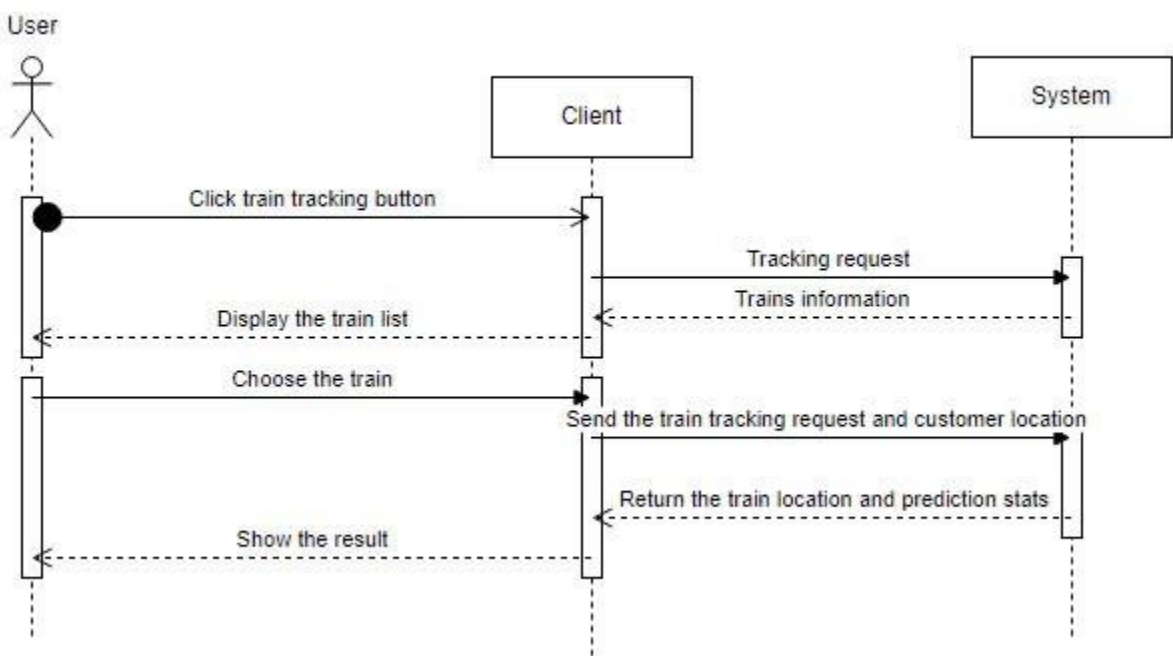 User
Client
System
Click train tracking button
Tracking request
Trains information
Display the train list
Choose the train
Send the train tracking request and customer location
Return the train location and prediction stats
Show the result